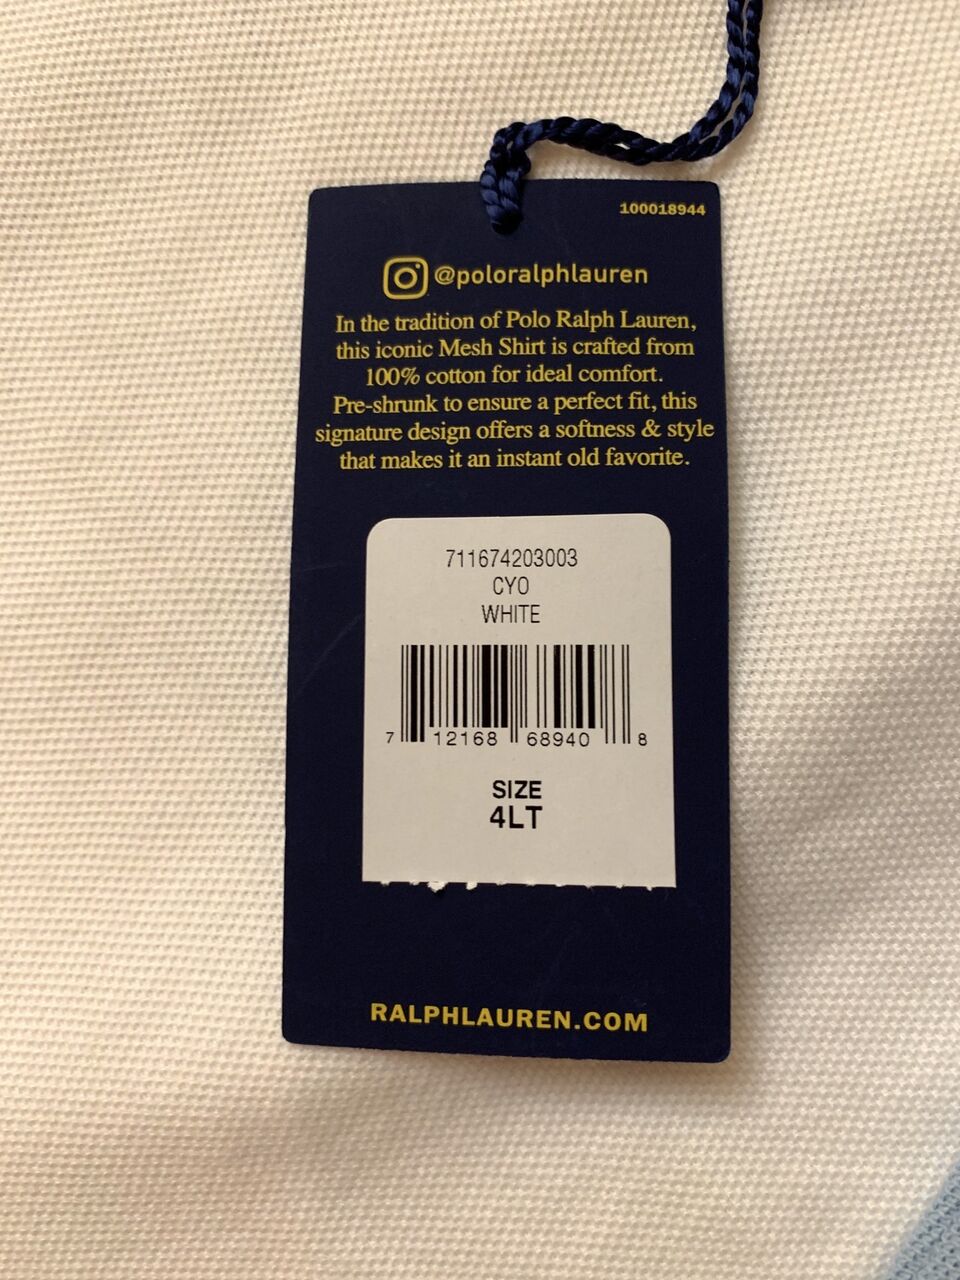 100018944
@poloralphlauren
In the tradition of Polo Ralph Lauren,
this iconic Mesh Shirt is crafted from
100% cotton for ideal comfort.
Pre-shrunk to ensure a perfect fit, this
signature design offers a softness & style
that makes it an instant old favorite.
711674203003
CYO
WHITE
7 12168 68940 8
SIZE
4LT
RALPHLAUREN.COM